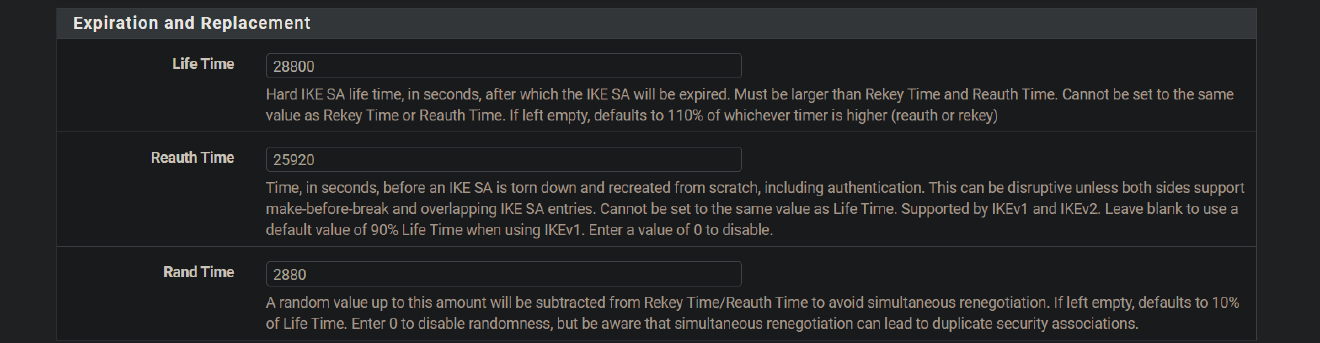 Expiration and Replacement
Life Time
28800
Hard IKE SA life time, in seconds, after which the IKE SA will be expired. Must be larger than Rekey Time and Reauth Time. Cannot be set to the same
value as Rekey Time or Reauth Time. If left empty, defaults to 110% of whichever timer is higher (reauth or rekey)
Reauth Time
25920
Time, in seconds, before an IKE SA is torn down and recreated from scratch, including authentication. This can be disruptive unless both sides support
make-before-break and overlapping IKE SA entries. Cannot be set to the same value as Life Time. Supported by IKEv1 and IKEv2. Leave blank to use a
default value of 90% Life Time when using IKEv1. Enter a value of 0 to disable.
Rand Time
2880
A random value up to this amount will be subtracted from Rekey Time/Reauth Time to avoid simultaneous renegotiation. If left empty, defaults to 10%
of Life Time. Enter 0 to disable randomness, but be aware that simultaneous renegotiation can lead to duplicate security associations.